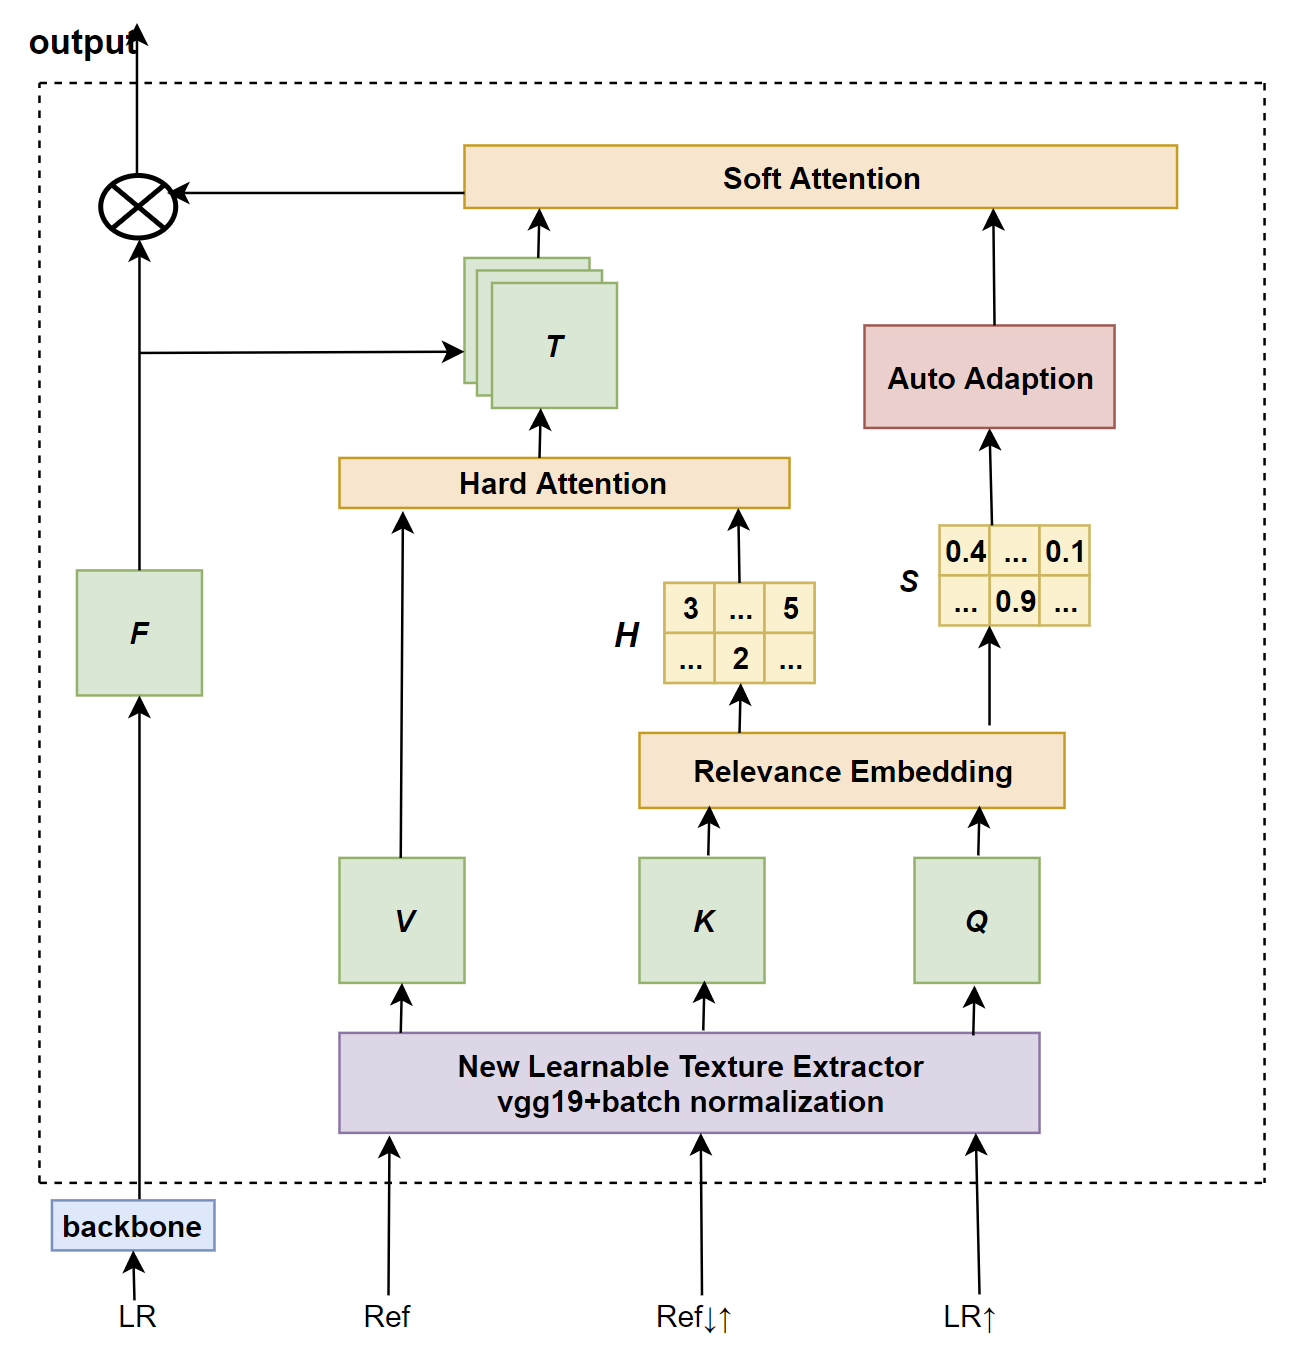 output
Soft Attention
T
Auto Adaption
Hard Attention
0.4 ... 0.1
S
... 0.9 ...
3 ... 5
H
... 2 ...
F
Relevance Embedding
V K Q
New Learnable Texture Extractor
vgg19+batch normalization
backbone
LR Ref Ref↓↑ LR↑